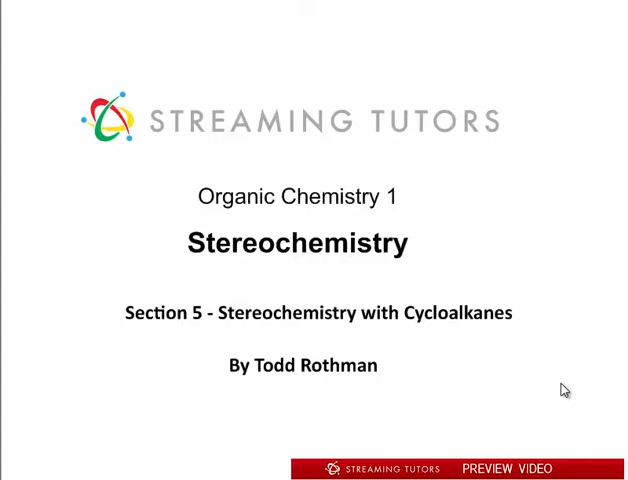 STREAMING TUTORS
Organic Chemistry 1
Stereochemistry
Section 5 - Stereochemistry with Cycloalkanes
By Todd Rothman
STREAMING TUTORS PREVIEW VIDEO